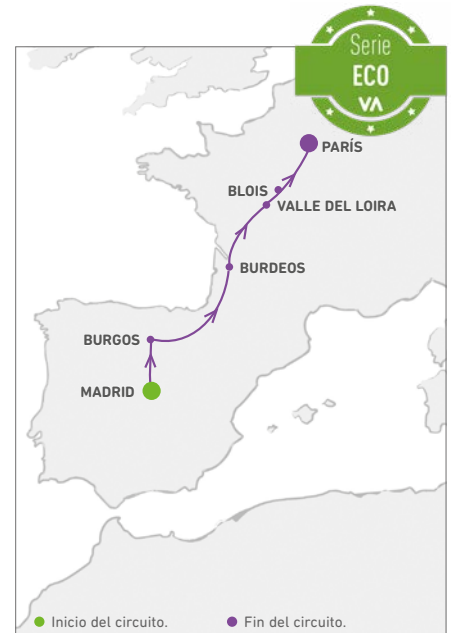 Serie
ECO
VA
PARÍS
BLOIS
VALLE DEL LOIRA
BURDEOS
BURGOS
MADRID
Inicio del circuito.
Fin del circuito.